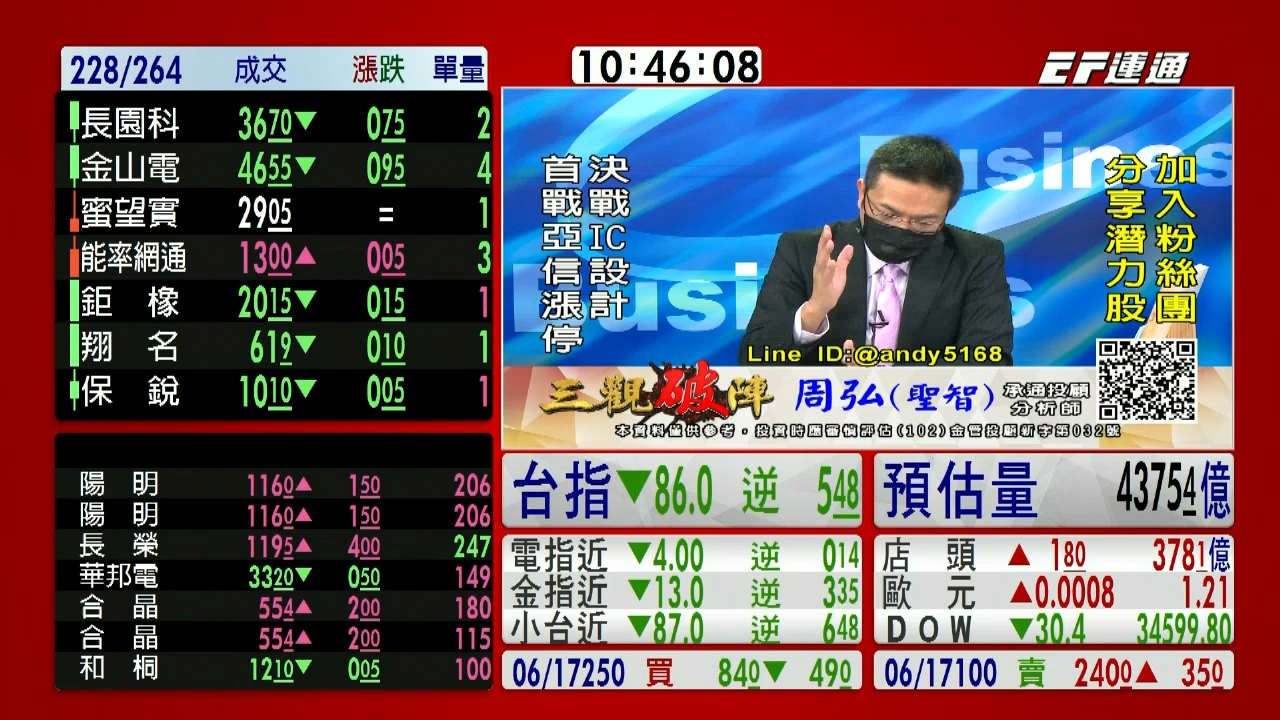 228/264 成交 漲跌 單量
長園科 3670▼ 075 2
金山電 4655▼ 095 4
蜜望實 2905 = 1
能率網通 1300▲ 005 3
鉅橡 2015▼ 015 1
翔名 619▼ 010 1
保銳 1010▼ 005 1
陽明 1160▲ 150 206
陽明 1160▲ 150 206
長榮 1195▲ 400 247
華邦電 3320▼ 050 149
合晶 554▲ 200 180
合晶 554▲ 200 115
和桐 1210▼ 005 100
10:46:08
EF運通
決戰IC設計
首戰亞信漲停
Business
Business
加入粉絲團
分享潛力股
Line ID:@andy5168
三觀破陣 周弘(聖智) 承通投顧
分析師
本資料僅供參考，投資時應審慎評估(102)金管投顧新字第032號
台指▼86.0 逆 548
預估量 43754億
電指近 ▼4.00 逆 014
金指近 ▼13.0 逆 335
小台近 ▼87.0 逆 648
店頭 ▲ 180 3781億
歐元 ▲0.0008 1.21
DOW ▼30.4 34599.80
06/17250 買 840▼ 490
06/17100 賣 2400▲ 350